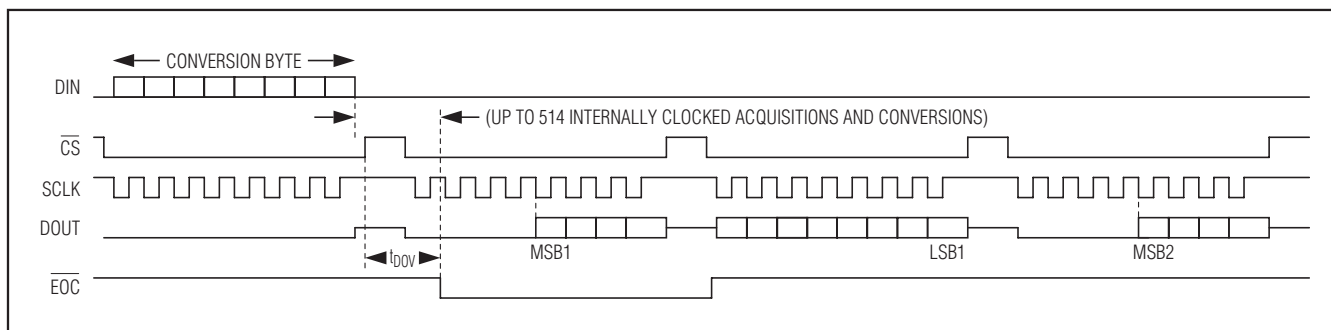 CONVERSION BYTE
DIN
(UP TO 514 INTERNALLY CLOCKED ACQUISITIONS AND CONVERSIONS)
CS
SCLK
DOUT
MSB1
LSB1
MSB2
tDOV
EOC